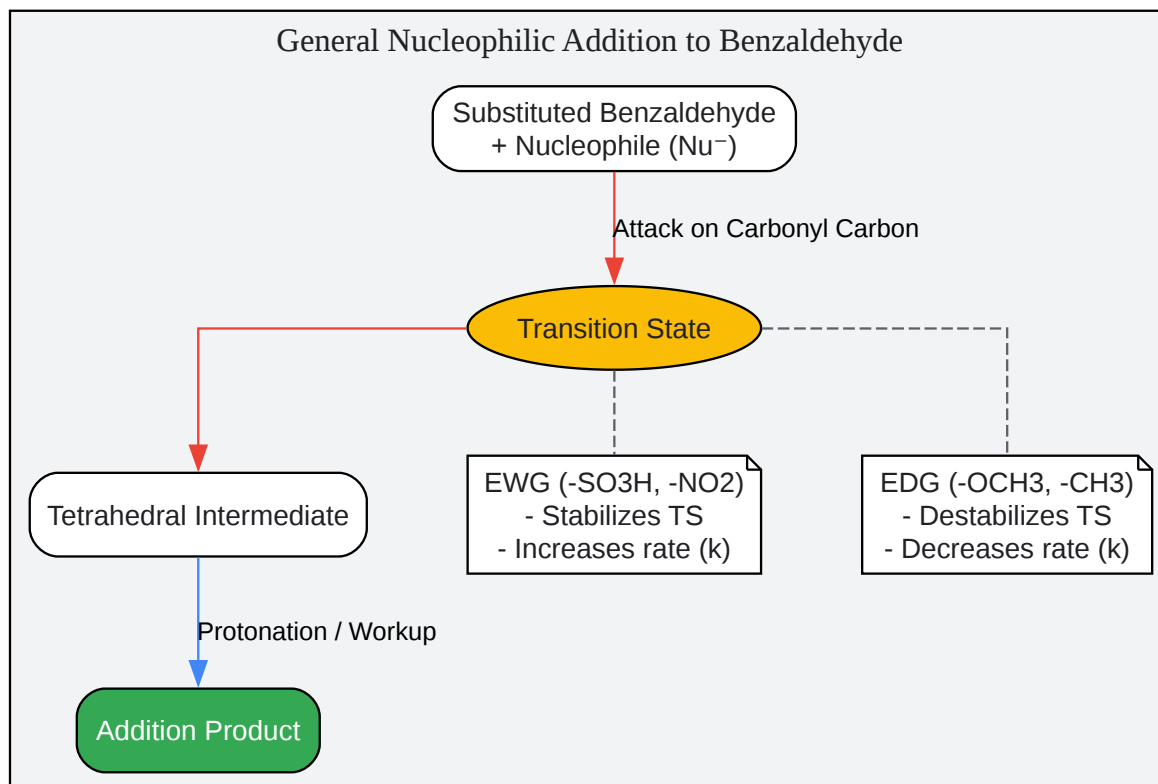 General Nucleophilic Addition to Benzaldehyde
Substituted Benzaldehyde
+ Nucleophile (Nu⁻)
Attack on Carbonyl Carbon
Transition State
Tetrahedral Intermediate
EWG (-SO3H, -NO2)
- Stabilizes TS
- Increases rate (k)
EDG (-OCH3, -CH3)
- Destabilizes TS
- Decreases rate (k)
Protonation / Workup
Addition Product